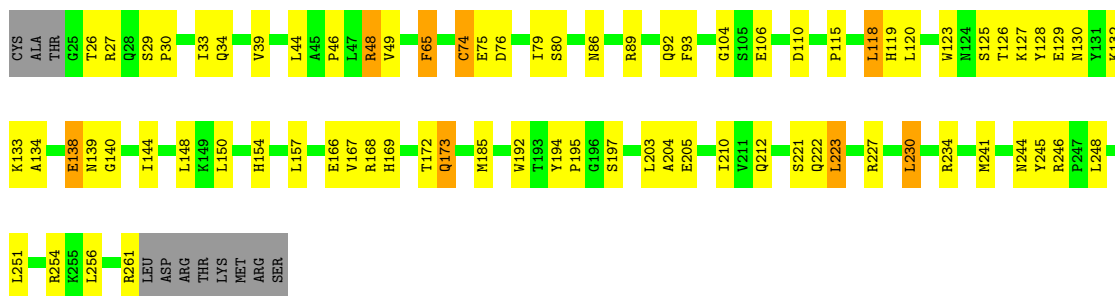 CYS ALA THR G25 T26 R27 Q28 S29 P30 I33 Q34 V39 L44 A45 P46 L47 R48 V49 F65 C74 E75 D76 I79 S80 N86 R89 Q92 F93 G104 S105 E106 D110 P115 L118 H119 L120 W123 N124 S125 T126 K127 Y128 E129 N130 Y131 K132
K133 A134 E138 N139 G140 I144 L148 K149 L150 H154 L157 E166 V167 R168 H169 T172 Q173 M185 W192 T193 Y194 P195 G196 S197 L203 A204 E205 I210 V211 Q212 S221 Q222 L223 R227 L230 R234 M241 N244 Y245 R246 P247 L248
L251 R254 K255 L256 R261 LEU ASP ARG THR LYS MET ARG SER